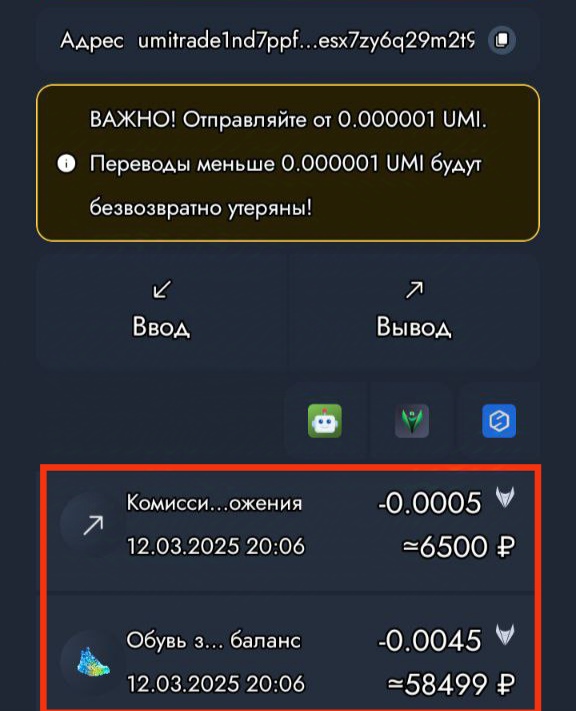 Адрес umitrade1nd7ppf...esx7zy6q29m2t9
ВАЖНО! Отправляйте от 0.000001 UMI.
Переводы меньше 0.000001 UMI будут
безвозвратно утеряны!
Ввод
Вывод
Комисси...ожения
-0.0005
12.03.2025 20:06
≃6500 ₽
Обувь з... баланс
-0.0045
12.03.2025 20:06
≃58499 ₽